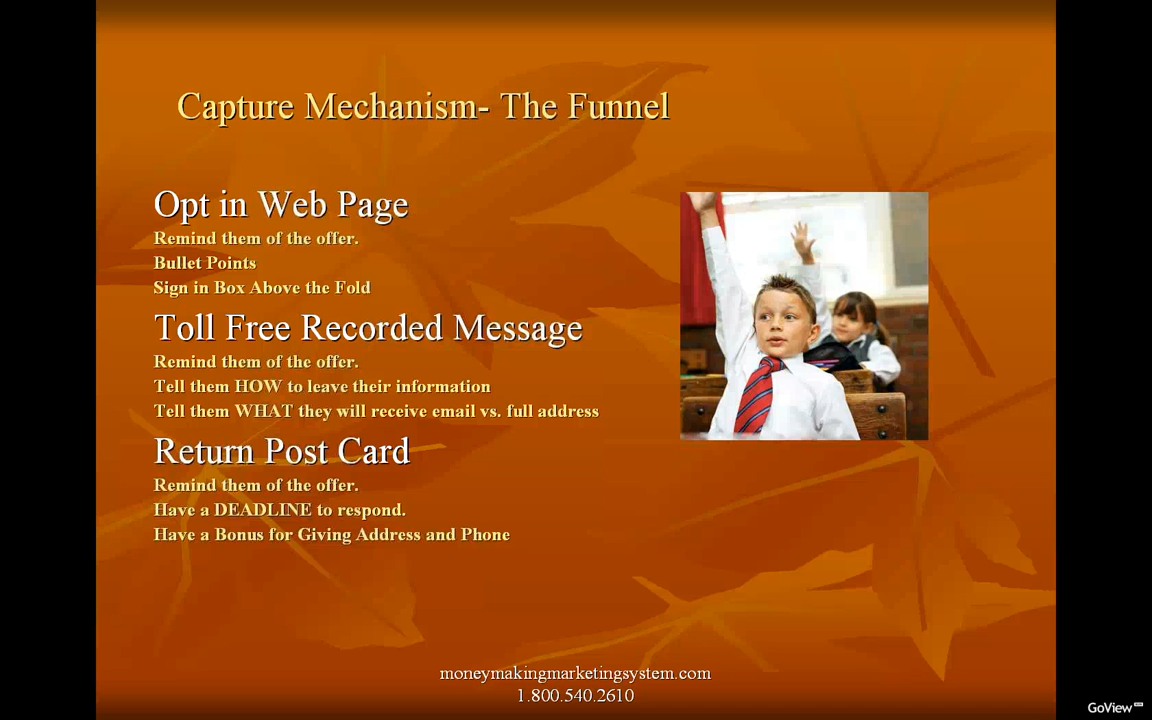 Capture Mechanism- The Funnel
Opt in Web Page
Remind them of the offer.
Bullet Points
Sign in Box Above the Fold
Toll Free Recorded Message
Remind them of the offer.
Tell them HOW to leave their information
Tell them WHAT they will receive email vs. full address
Return Post Card
Remind them of the offer.
Have a DEADLINE to respond.
Have a Bonus for Giving Address and Phone
moneymakingmarketingsystem.com
1.800.540.2610
GoView